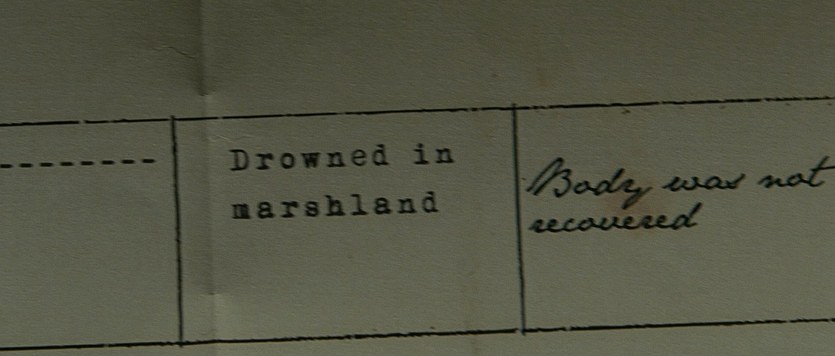 --------
Drowned in
marshland
Body was not
recovered